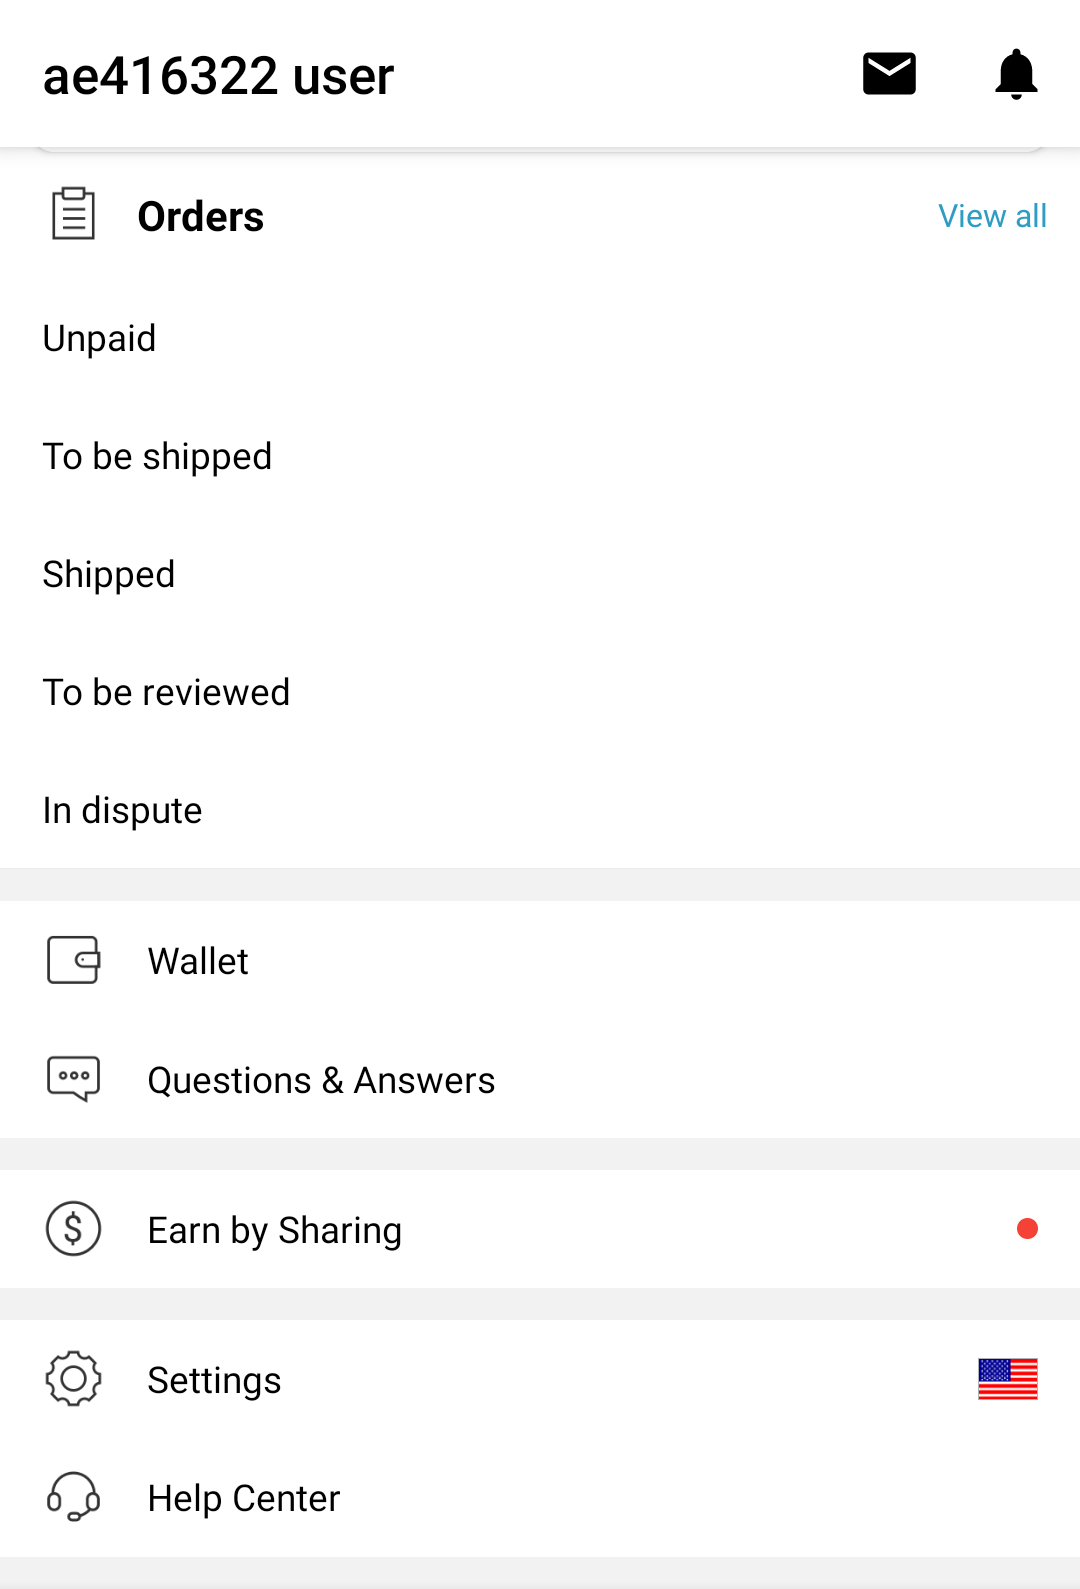 ae416322 user
Orders
View all
Unpaid
To be shipped
Shipped
To be reviewed
In dispute
Wallet
Questions & Answers
Earn by Sharing
Settings
Help Center